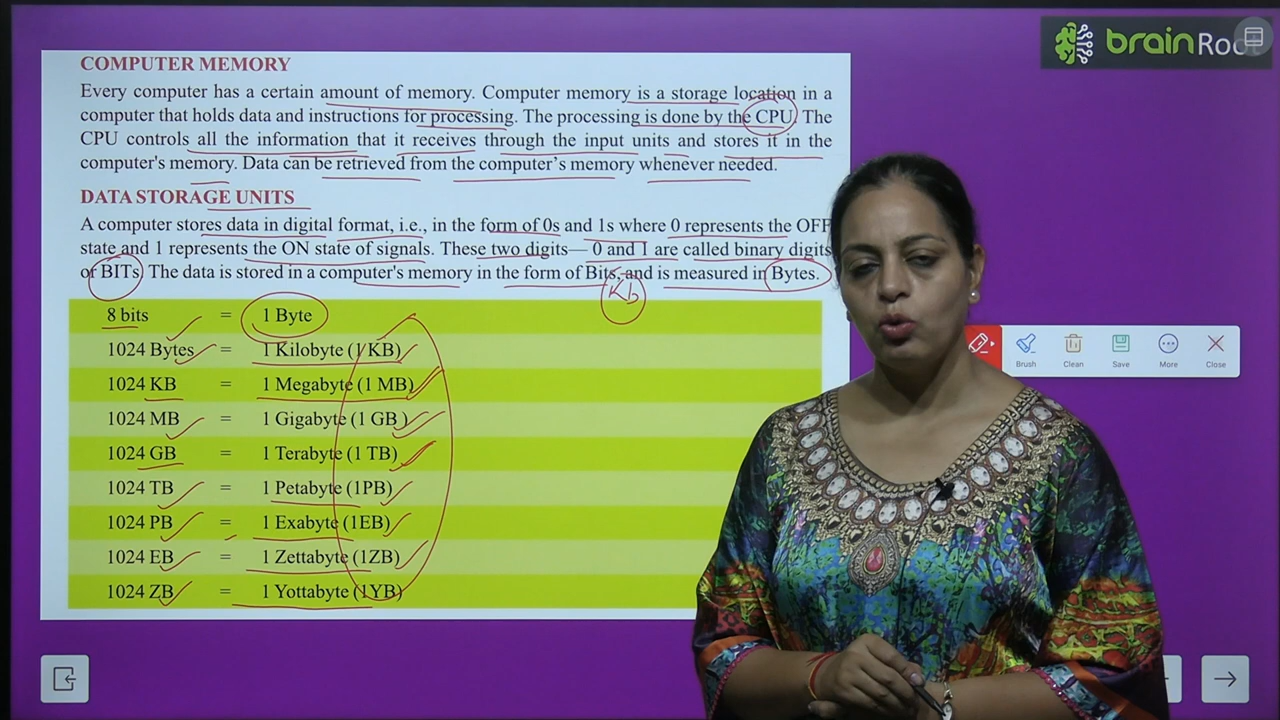 brainRoo
COMPUTER MEMORY
Every computer has a certain amount of memory. Computer memory is a storage location in a
computer that holds data and instructions for processing. The processing is done by the CPU. The
CPU controls all the information that it receives through the input units and stores it in the
computer's memory. Data can be retrieved from the computer's memory whenever needed.
DATA STORAGE UNITS
A computer stores data in digital format, i.e., in the form of 0s and 1s where 0 represents the OFF
state and 1 represents the ON state of signals. These two digits— 0 and 1 are called binary digits
or BITs. The data is stored in a computer's memory in the form of Bits, and is measured in Bytes.
Kb
8 bits = 1 Byte
1024 Bytes = 1 Kilobyte (1 KB)
1024 KB = 1 Megabyte (1 MB)
1024 MB = 1 Gigabyte (1 GB)
1024 GB = 1 Terabyte (1 TB)
1024 TB = 1 Petabyte (1PB)
1024 PB = 1 Exabyte (1EB)
1024 EB = 1 Zettabyte (1ZB)
1024 ZB = 1 Yottabyte (1YB)
Brush Clean Save More Close